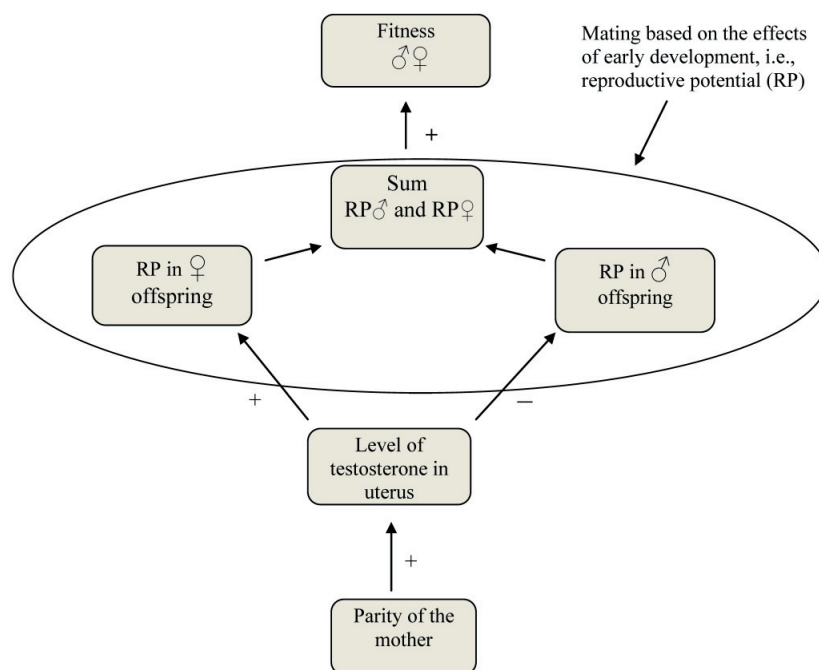 Fitness
♂♀
Mating based on the effects
of early development, i.e.,
reproductive potential (RP)
+
Sum
RP♂ and RP♀
RP in ♀
offspring
RP in ♂
offspring
+
–
Level of
testosterone in
uterus
+
Parity of the
mother